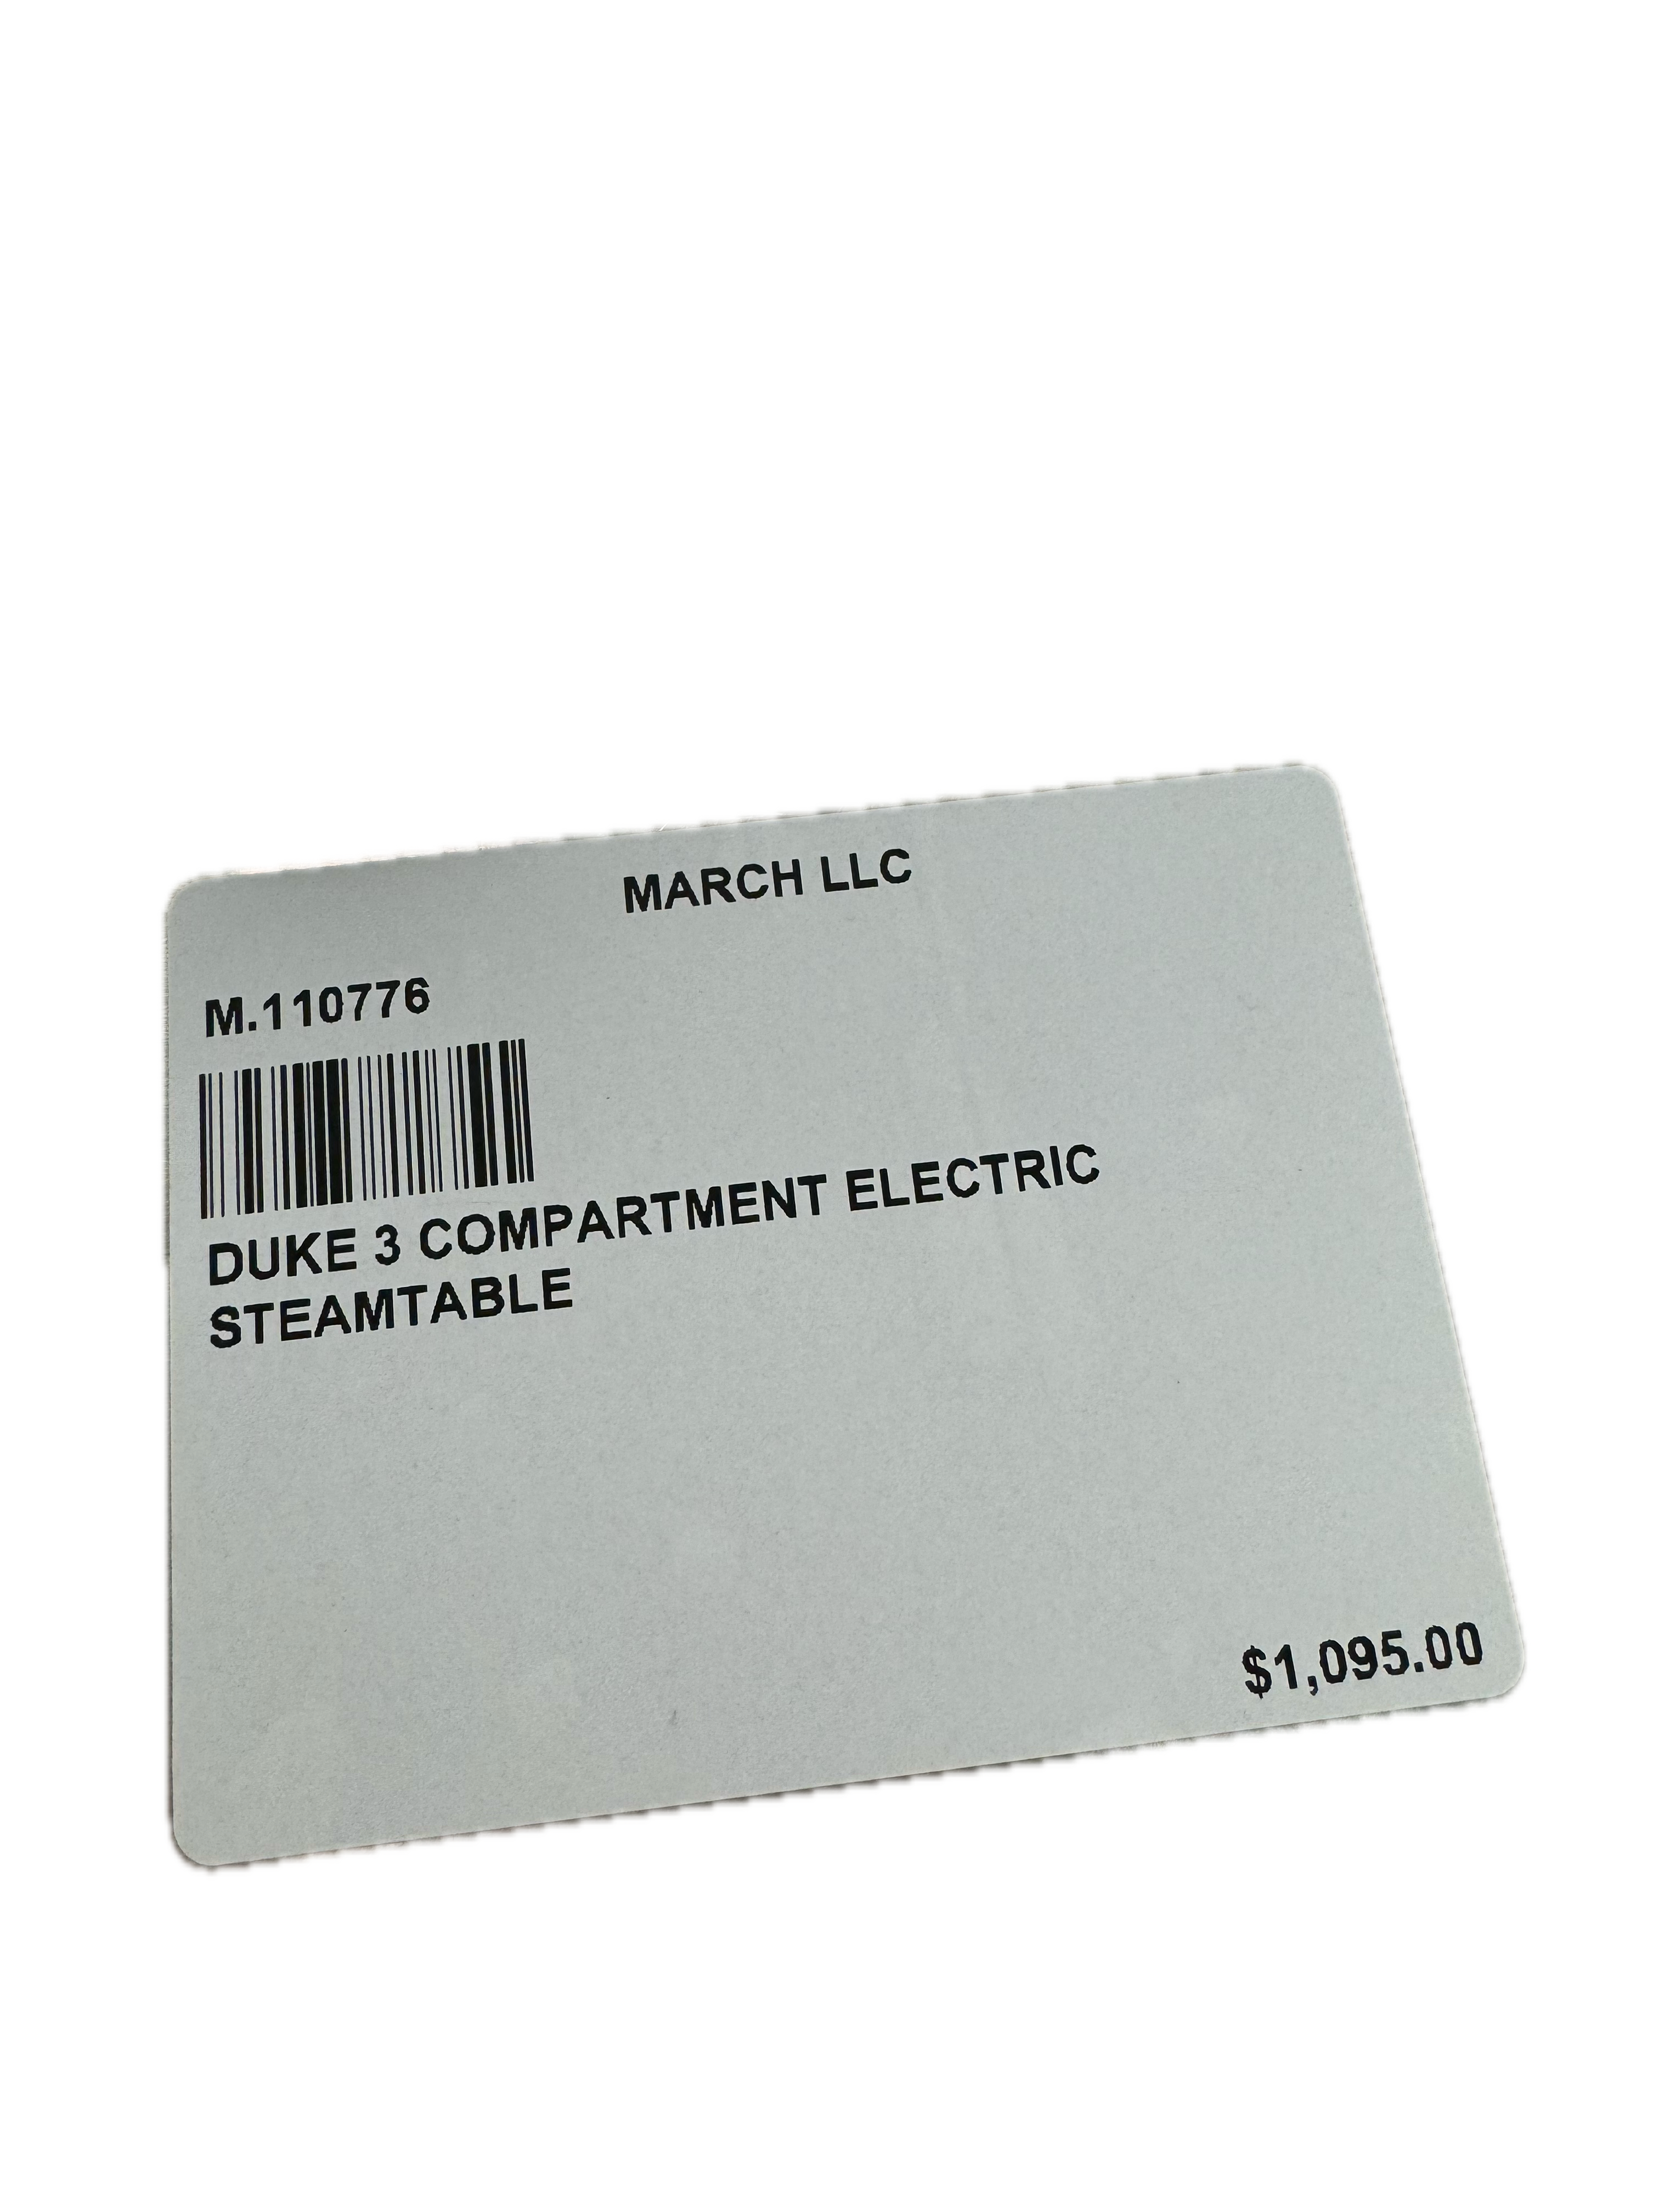 MARCH LLC
M.110776
DUKE 3 COMPARTMENT ELECTRIC
STEAMTABLE
$1,095.00